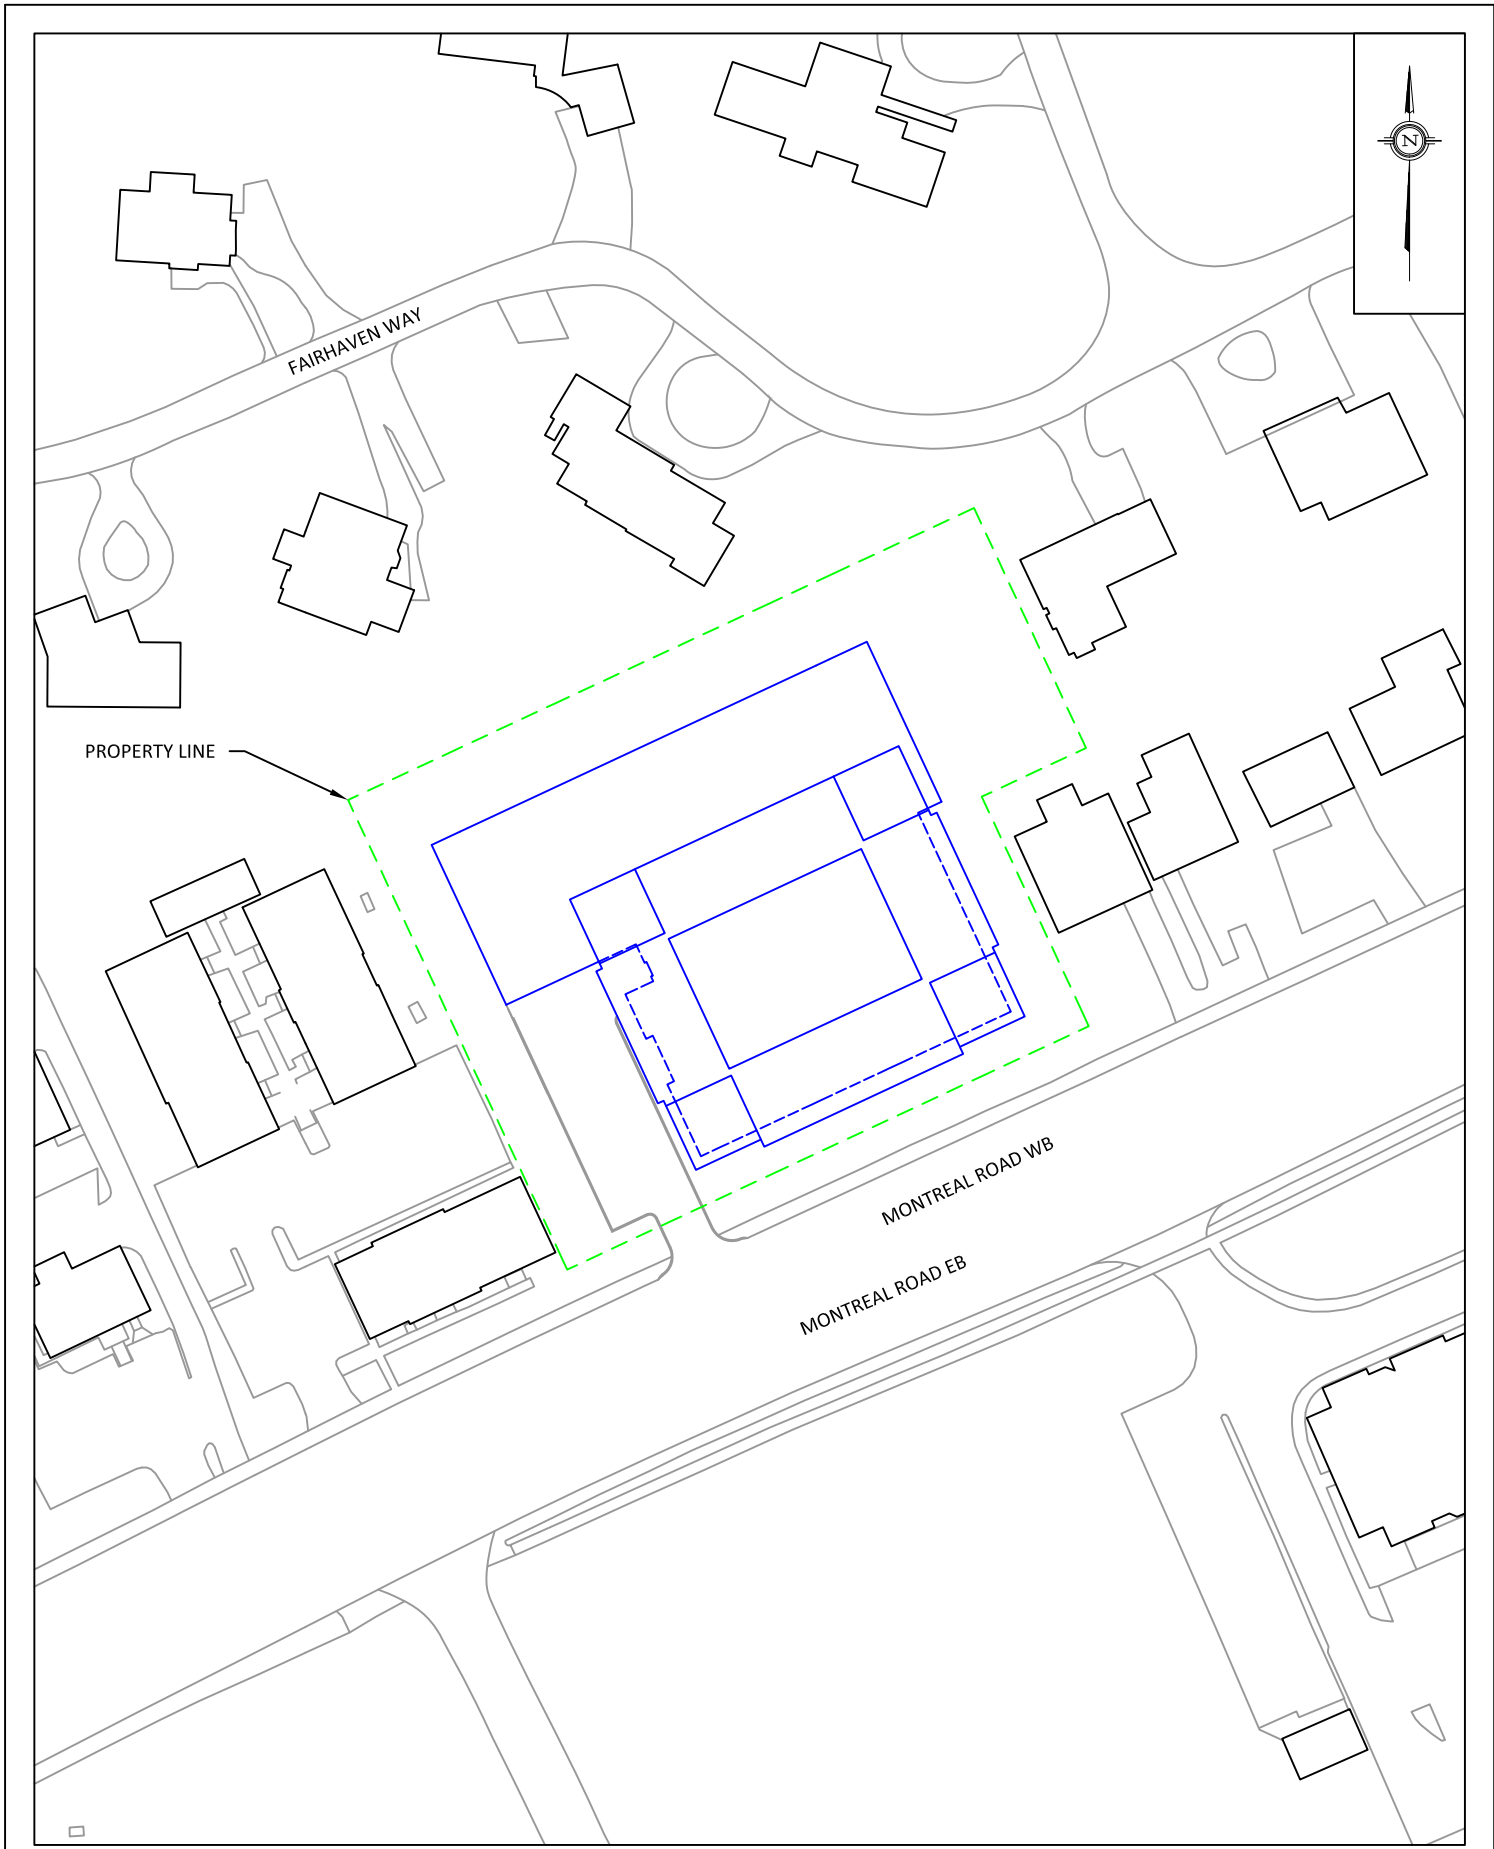 N
FAIRHAVEN WAY
PROPERTY LINE
MONTREAL ROAD WB
MONTREAL ROAD EB